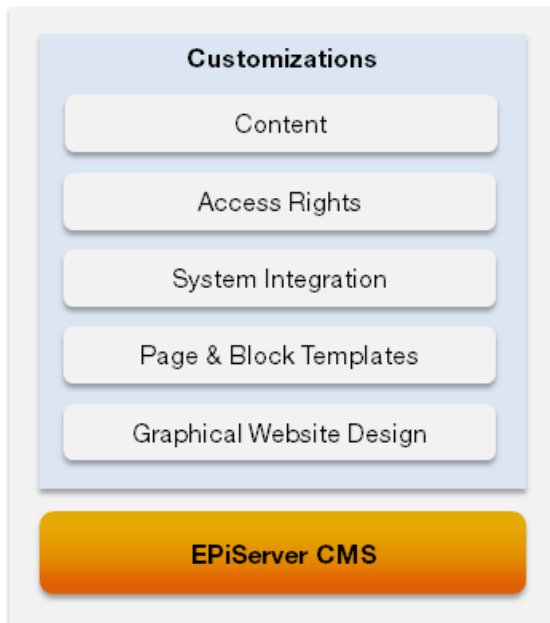 Customizations
Content
Access Rights
System Integration
Page & Block Templates
Graphical Website Design
EPiServer CMS